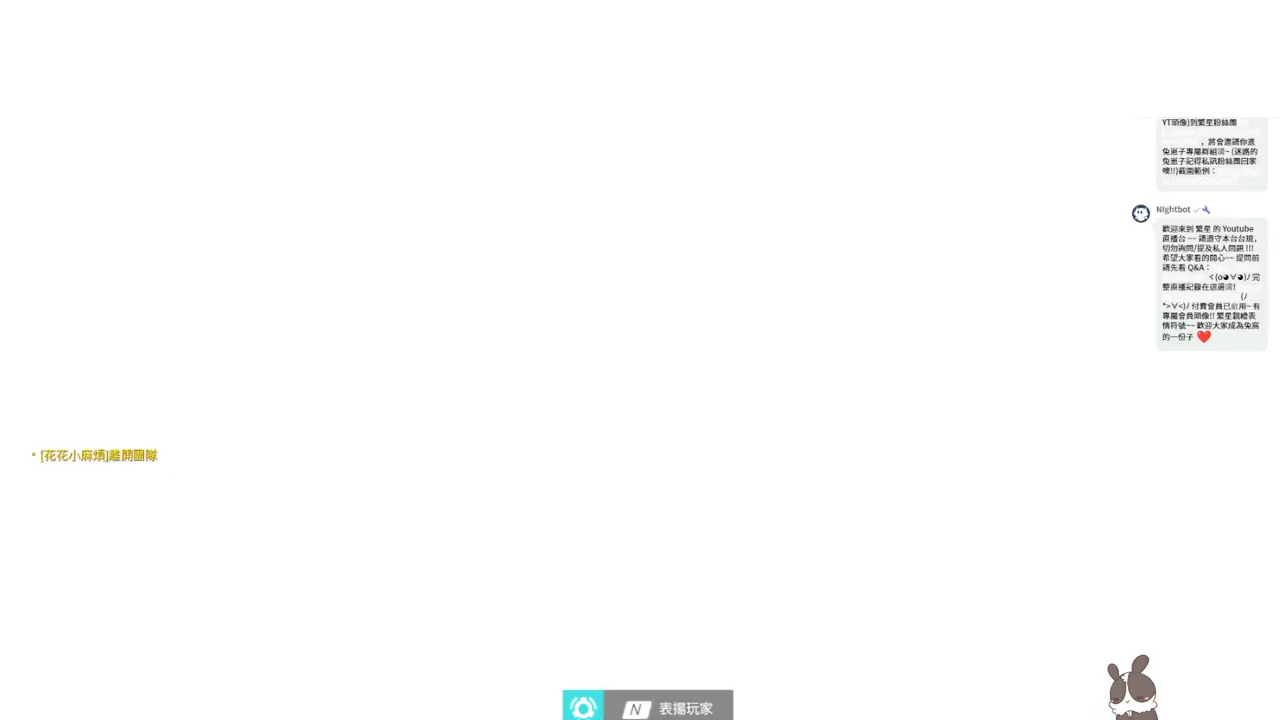 YT頭像)到繁星粉絲團
，將會邀請你進
兔崽子專屬群組唷~ (迷路的
兔崽子記得私訊粉絲團回家
噢!!)截圖範例：
Nightbot
歡迎來到 繁星 的 Youtube
直播台 ~~ 請遵守本台台規,
切勿詢問/提及私人問題 !!!
希望大家看的開心~~ 提問前
請先看 Q&A：
ヾ(o◕∀◕)ﾉ 完
整直播記錄在這邊唷!
(ﾉ
*>∀<)ﾉ 付費會員已啟用~ 有
專屬會員頭像!! 繁星親繪表
情符號~~ 歡迎大家成為兔窩
的一份子 ❤️
• [花花小麻煩]離開團隊
N 表揚玩家